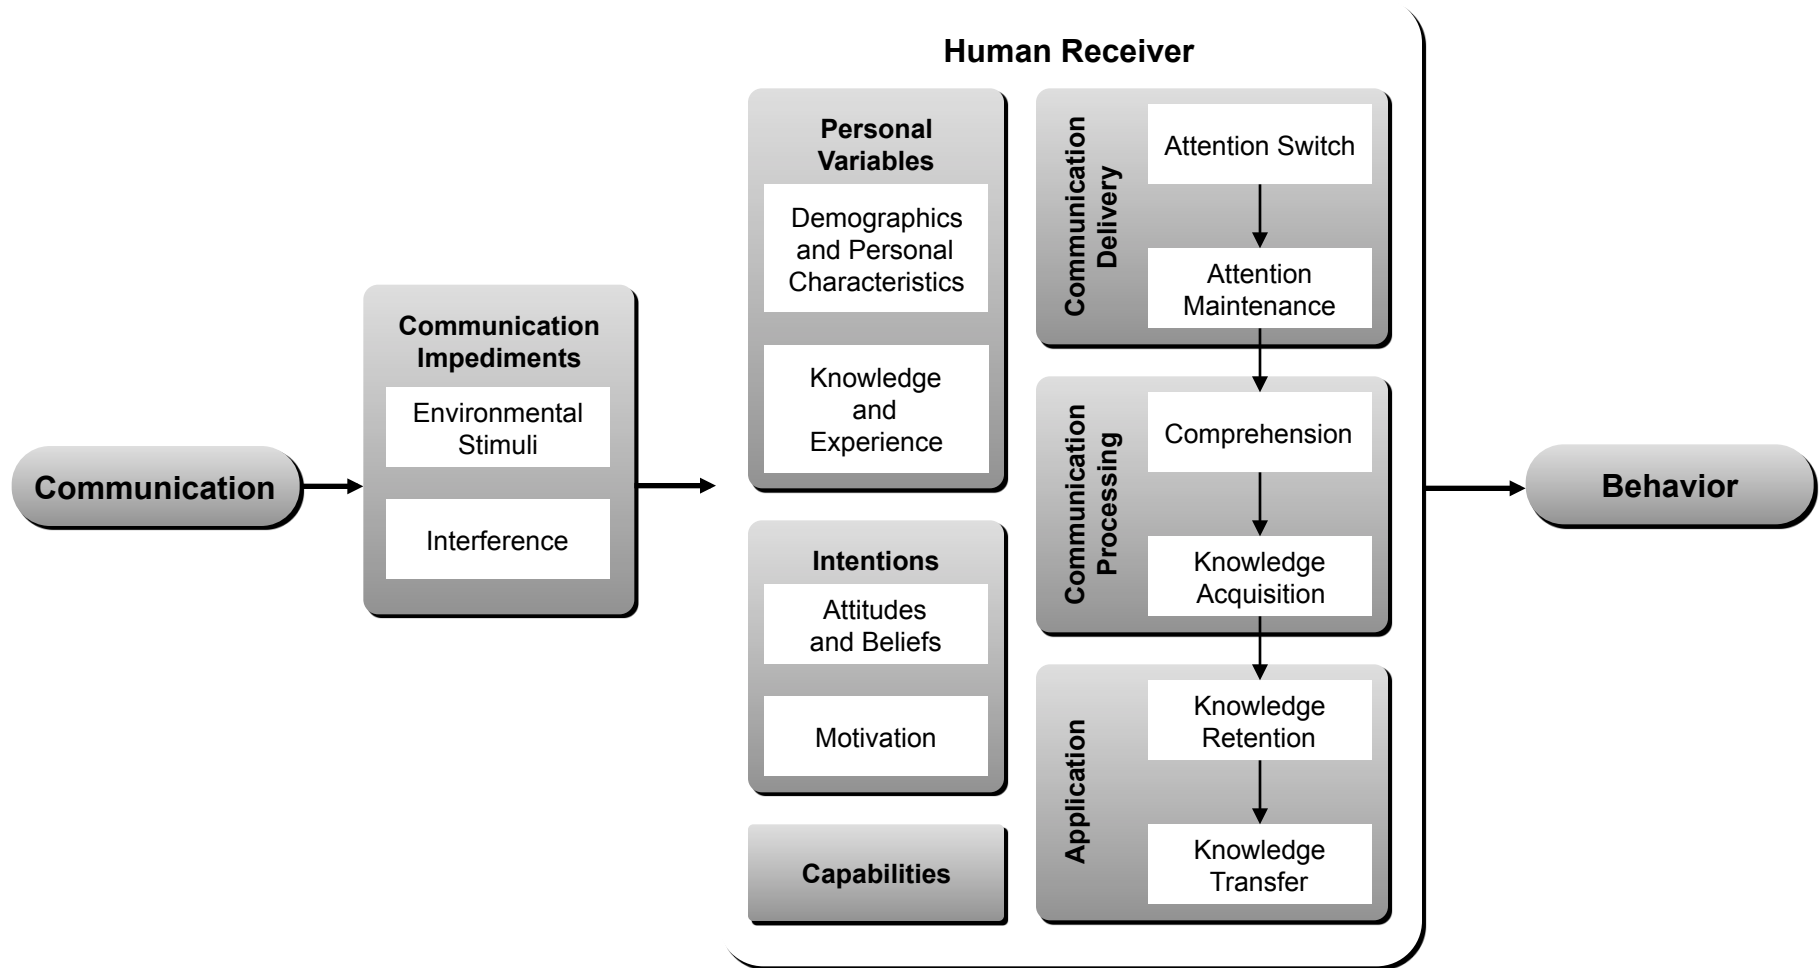 Human Receiver
Communication
Communication
Impediments
Environmental
Stimuli
Interference
Personal
Variables
Demographics
and Personal
Characteristics
Knowledge
and
Experience
Intentions
Attitudes
and Beliefs
Motivation
Capabilities
Communication
Delivery
Attention Switch
Attention
Maintenance
Communication
Processing
Comprehension
Knowledge
Acquisition
Application
Knowledge
Retention
Knowledge
Transfer
Behavior